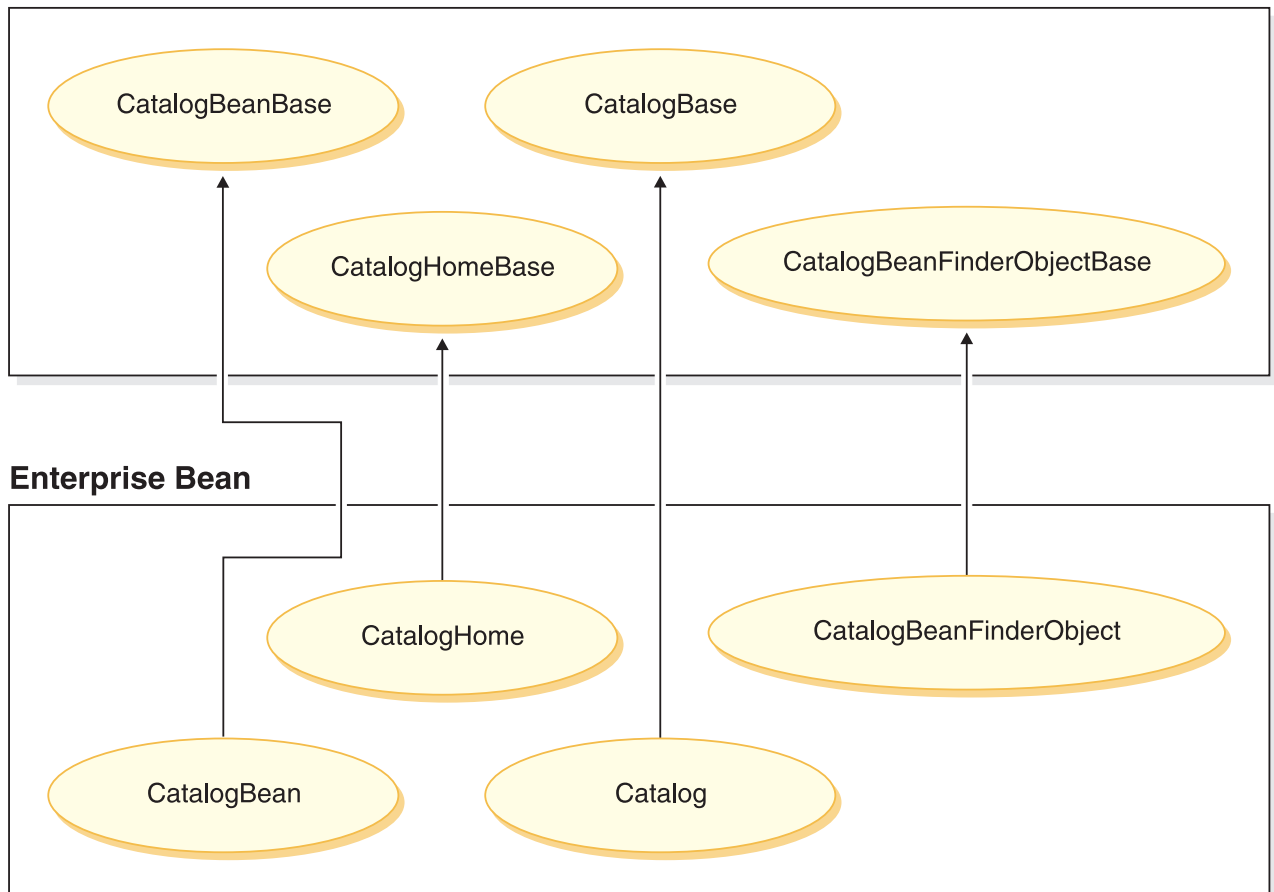 CatalogBeanBase
CatalogBase
CatalogHomeBase
CatalogBeanFinderObjectBase
Enterprise Bean
CatalogHome
CatalogBeanFinderObject
CatalogBean
Catalog